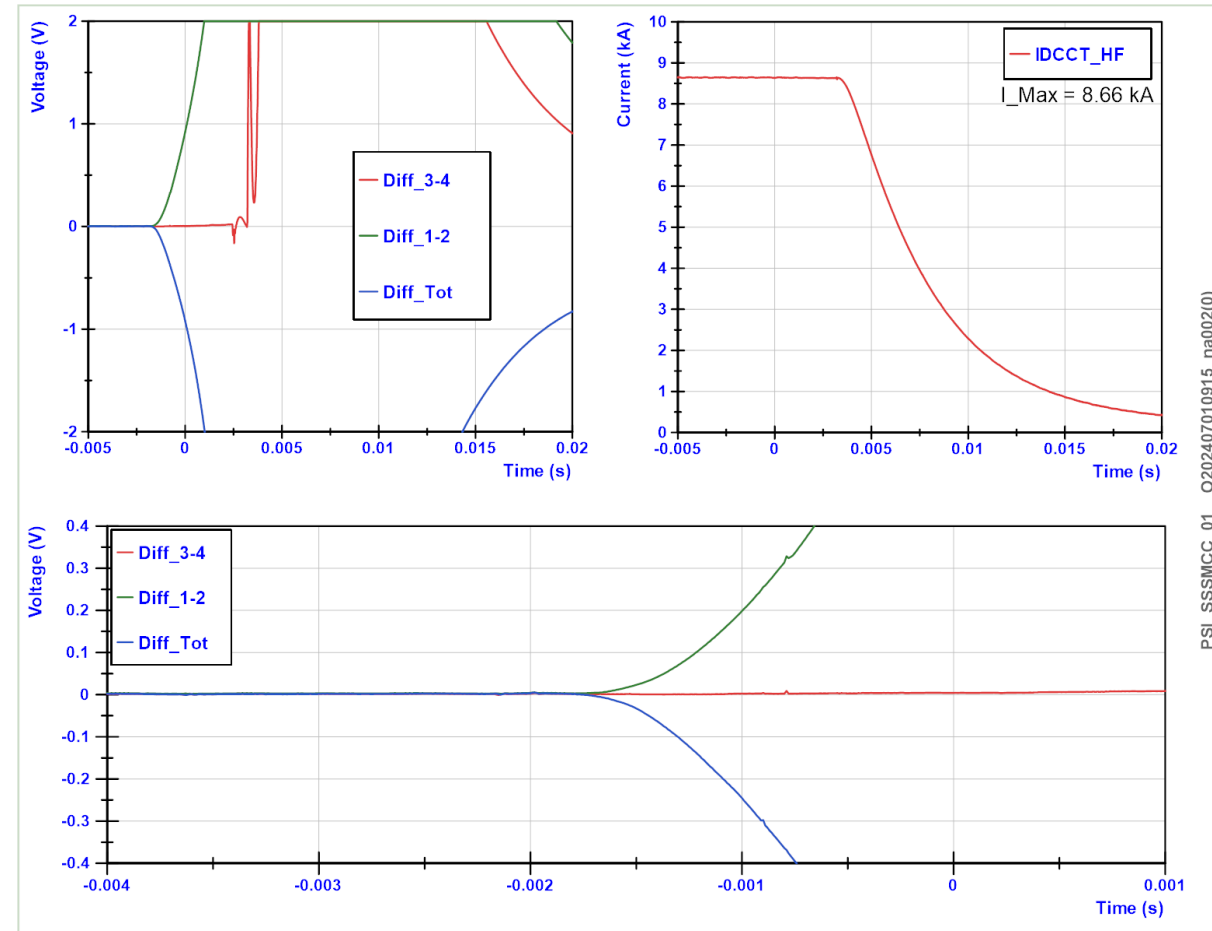 Voltage (V)
2
1
0
-1
-2
Diff_3-4
Diff_1-2
Diff_Tot
-0.005
0
0.005
0.01
0.015
0.02
Time (s)
Current (kA)
10
9
8
7
6
5
4
3
2
1
0
IDCCT_HF
I_Max = 8.66 kA
-0.005
0
0.005
0.01
0.015
0.02
Time (s)
Voltage (V)
0.4
0.3
0.2
0.1
0
-0.1
-0.2
-0.3
-0.4
Diff_3-4
Diff_1-2
Diff_Tot
-0.004
-0.003
-0.002
-0.001
0
0.001
Time (s)
PSI_SSSMCC_01 O202407010915_na002(0)